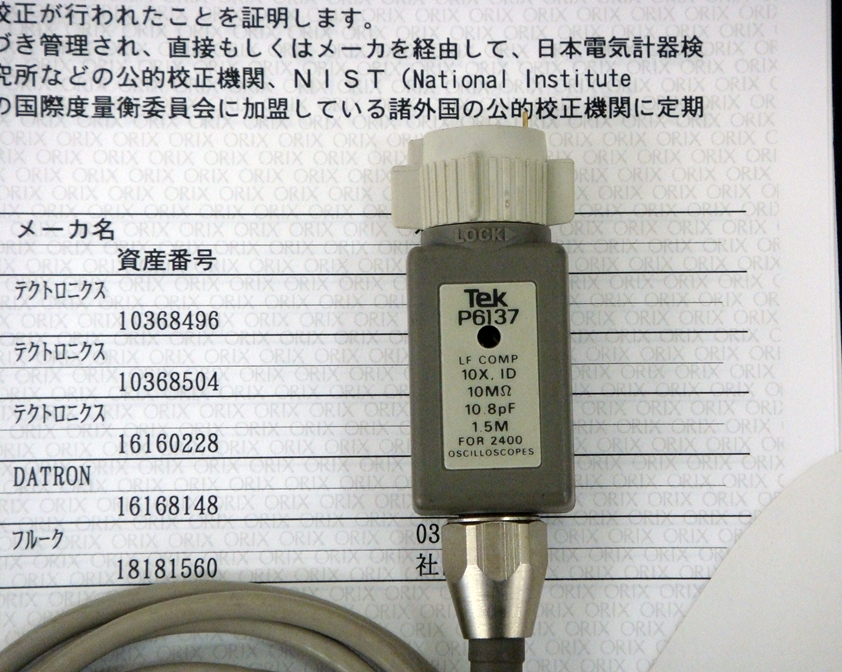 校正が行われたことを証明します。
づき管理され、直接もしくはメーカを経由して、日本電気計器検
究所などの公的校正機関、ＮＩＳＴ（National Institute
の国際度量衡委員会に加盟している諸外国の公的校正機関に定期
メーカ名
資産番号
ﾃｸﾄﾛﾆｸｽ
10368496
ﾃｸﾄﾛﾆｸｽ
10368504
ﾃｸﾄﾛﾆｸｽ
16160228
DATRON
16168148
ﾌﾙｰｸ
18181560
03
社
LOCK
Tek
P6137
LF COMP
10X, ID
10MΩ
10.8pF
1.5M
FOR 2400
OSCILLOSCOPES
ORIX